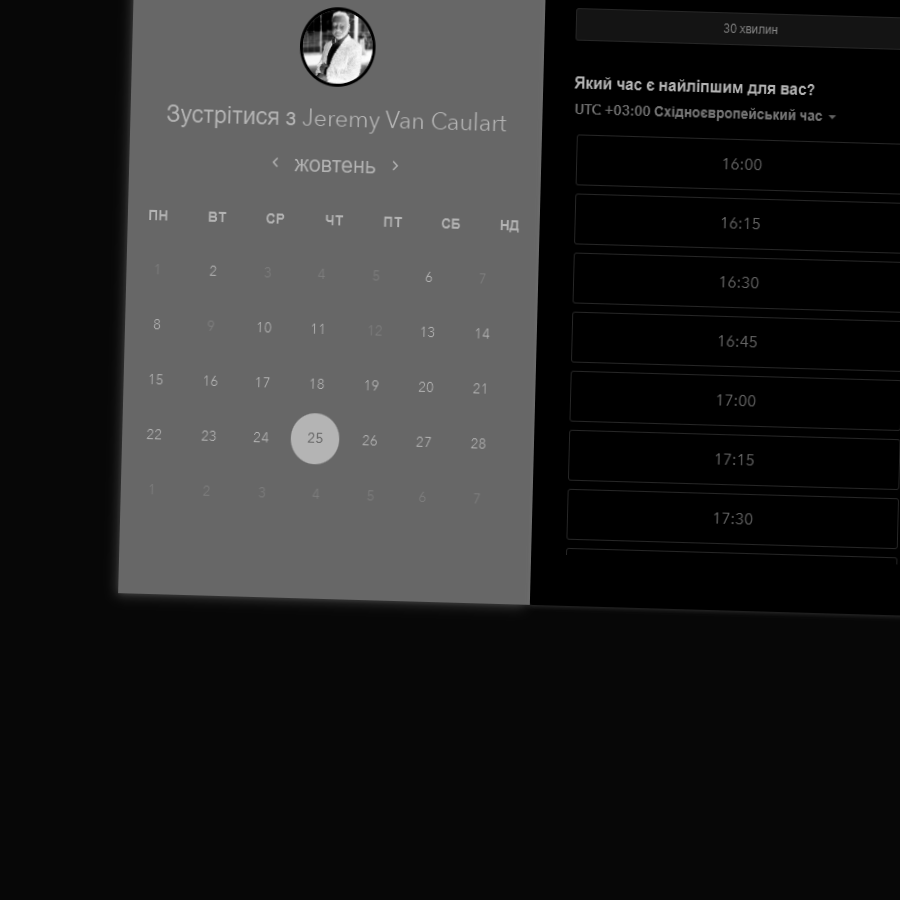 Зустрітися з Jeremy Van Caulart
жовтень
ПН ВТ СР ЧТ ПТ СБ НД
1 2 3 4 5 6 7
8 9 10 11 12 13 14
15 16 17 18 19 20 21
22 23 24 25 26 27 28
1 2 3 4 5 6 7
30 хвилин
Який час є найліпшим для вас?
UTC +03:00 Східноєвропейський час
16:00
16:15
16:30
16:45
17:00
17:15
17:30